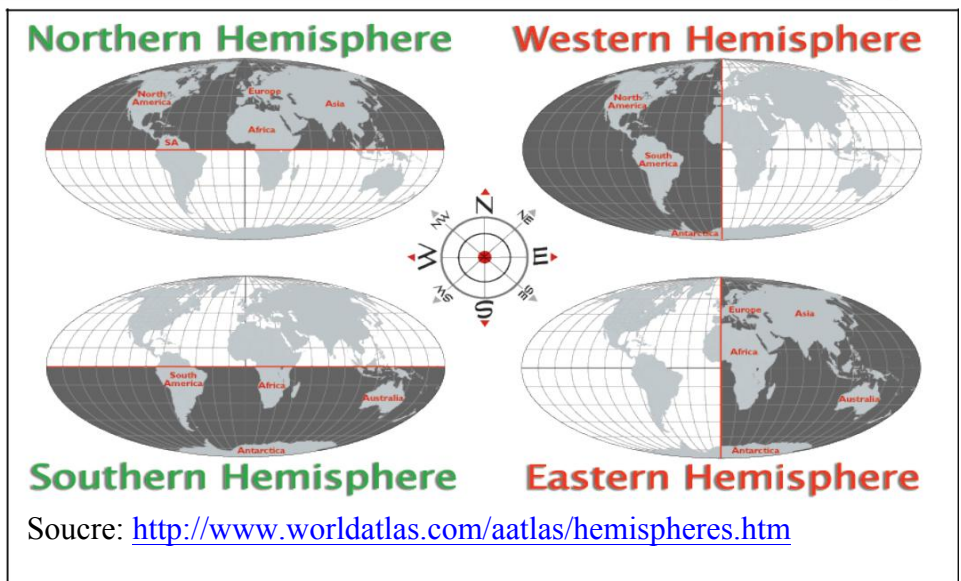 Northern Hemisphere
North
America
Europe
Asia
Africa
SA
Western Hemisphere
North
America
South
America
Antarctica
N
NE
E
SE
S
SW
W
NW
South
America
Africa
Australia
Antarctica
Southern Hemisphere
Europe
Asia
Africa
Australia
Antarctica
Eastern Hemisphere
Soucre: http://www.worldatlas.com/aatlas/hemispheres.htm